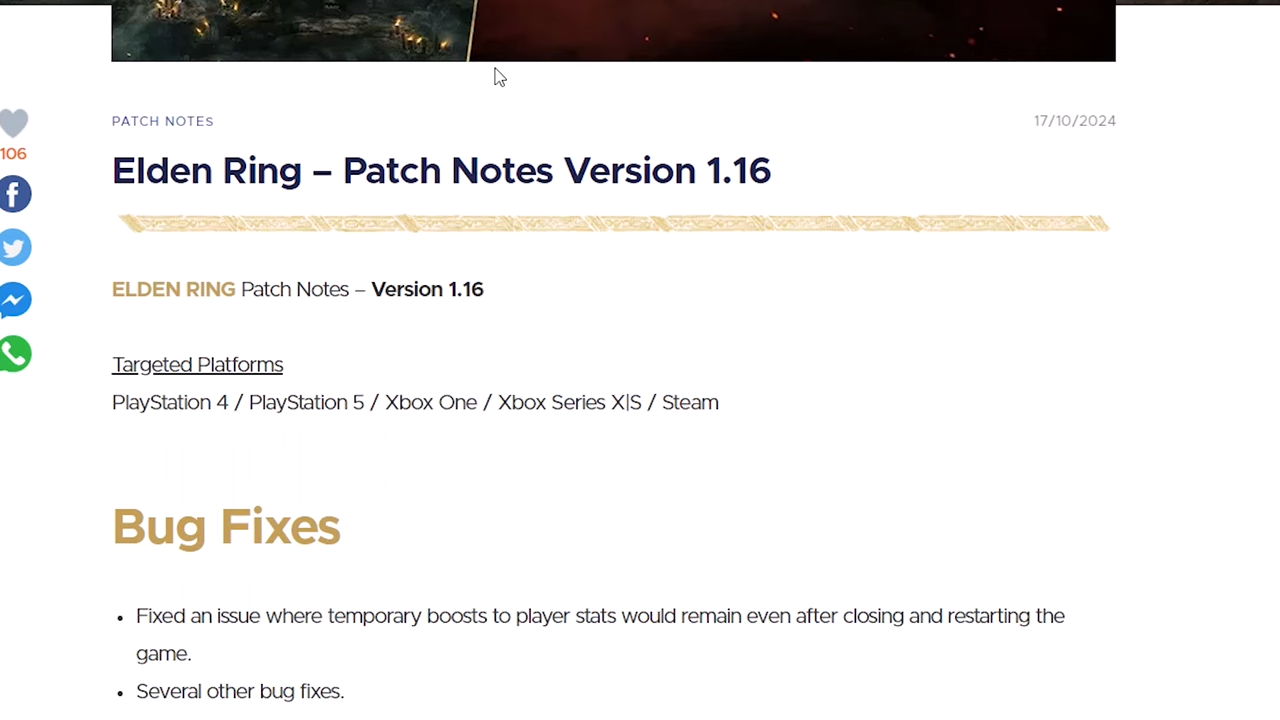 PATCH NOTES
17/10/2024
106
Elden Ring – Patch Notes Version 1.16
ELDEN RING Patch Notes – Version 1.16
Targeted Platforms
PlayStation 4 / PlayStation 5 / Xbox One / Xbox Series X|S / Steam
Bug Fixes
• Fixed an issue where temporary boosts to player stats would remain even after closing and restarting the
game.
• Several other bug fixes.